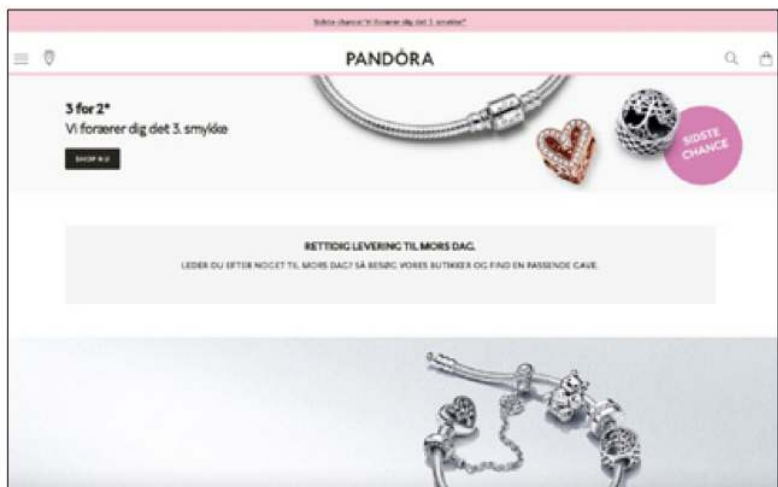 Sidste chance! Vi forærer dig det 3. smykke*
PANDÓRA
3 for 2*
Vi forærer dig det 3. smykke
SHOP NU
SIDSTE
CHANCE
RETTIDIG LEVERING TIL MORS DAG.
LEDER DU EFTER NOGET TIL MORS DAG? SÅ BESØG VORES BUTIKKER OG FIND EN PASSENDE GAVE.